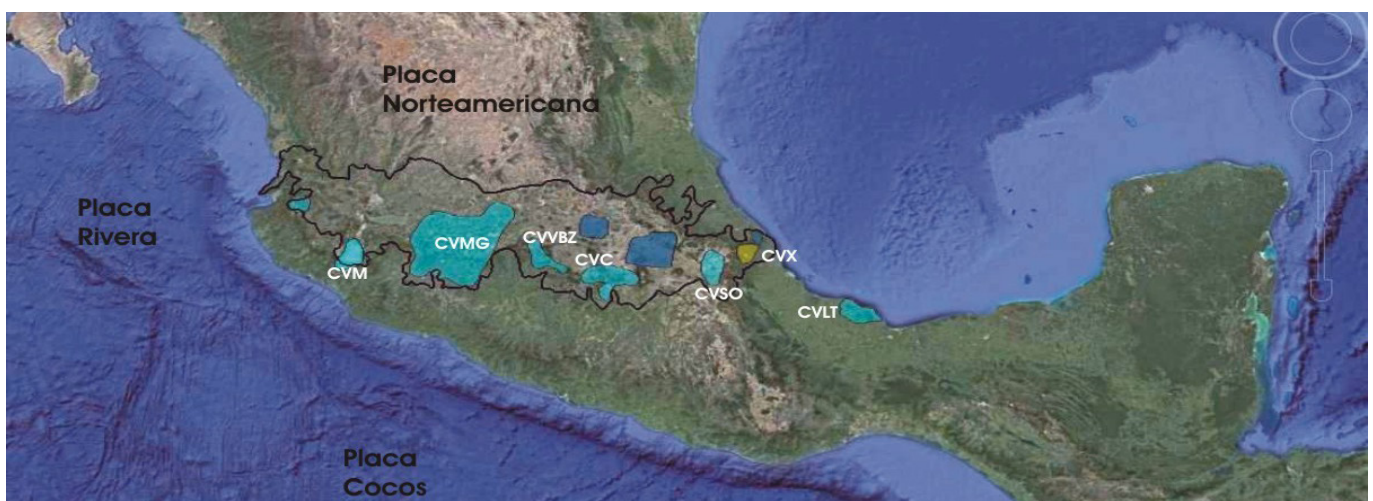 Placa
Norteamericana
Placa
Rivera
CVM
CVMG
CVVBZ
CVC
CVSO
CVX
CVLT
Placa
Cocos